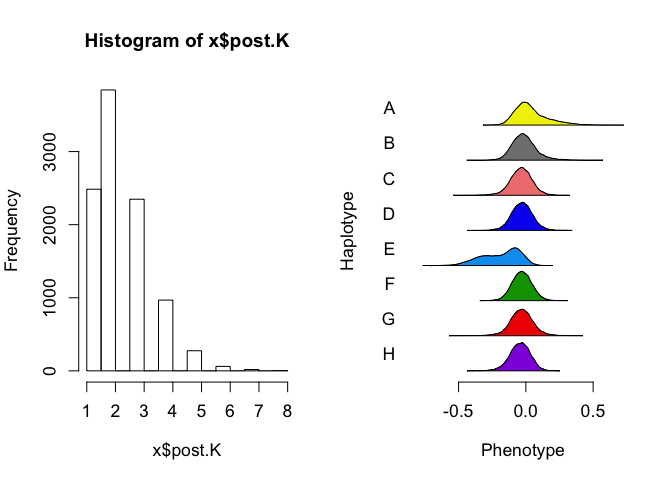 Histogram of x$post.K
Frequency
0
1000
2000
3000
1 2 3 4 5 6 7 8
x$post.K
Haplotype
A
B
C
D
E
F
G
H
-0.5 0.0 0.5
Phenotype